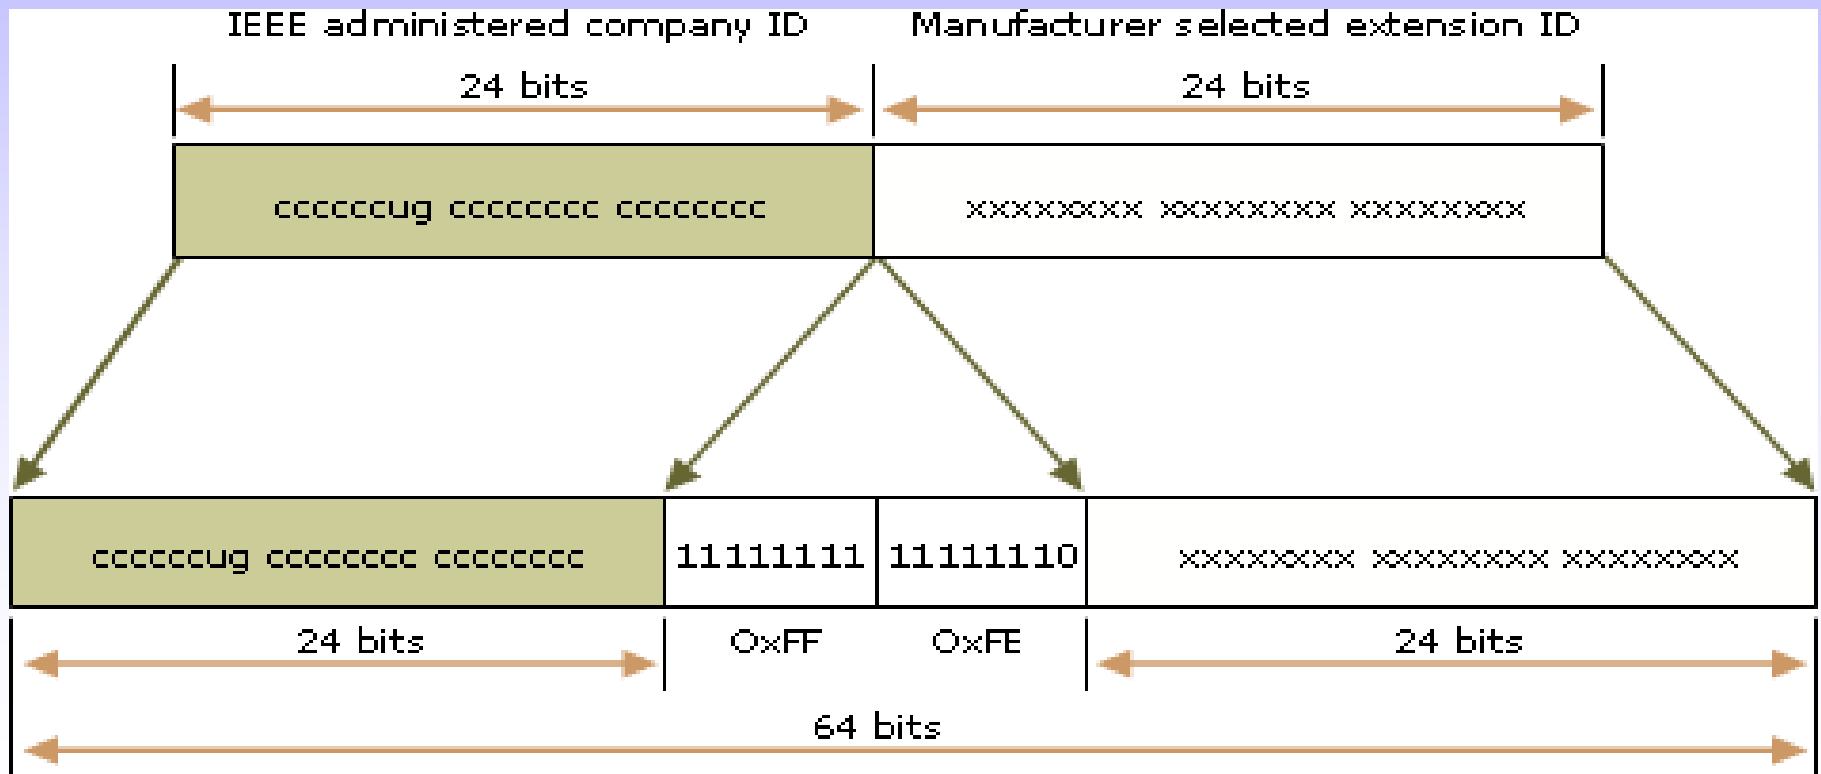 IEEE administered company ID Manufacturer selected extension ID
24 bits 24 bits
ccccccug cccccccc cccccccc xxxxxxxx xxxxxxxx xxxxxxxx
ccccccug cccccccc cccccccc 11111111 11111110 xxxxxxxx xxxxxxxx xxxxxxxx
24 bits 0xFF 0xFE 24 bits
64 bits